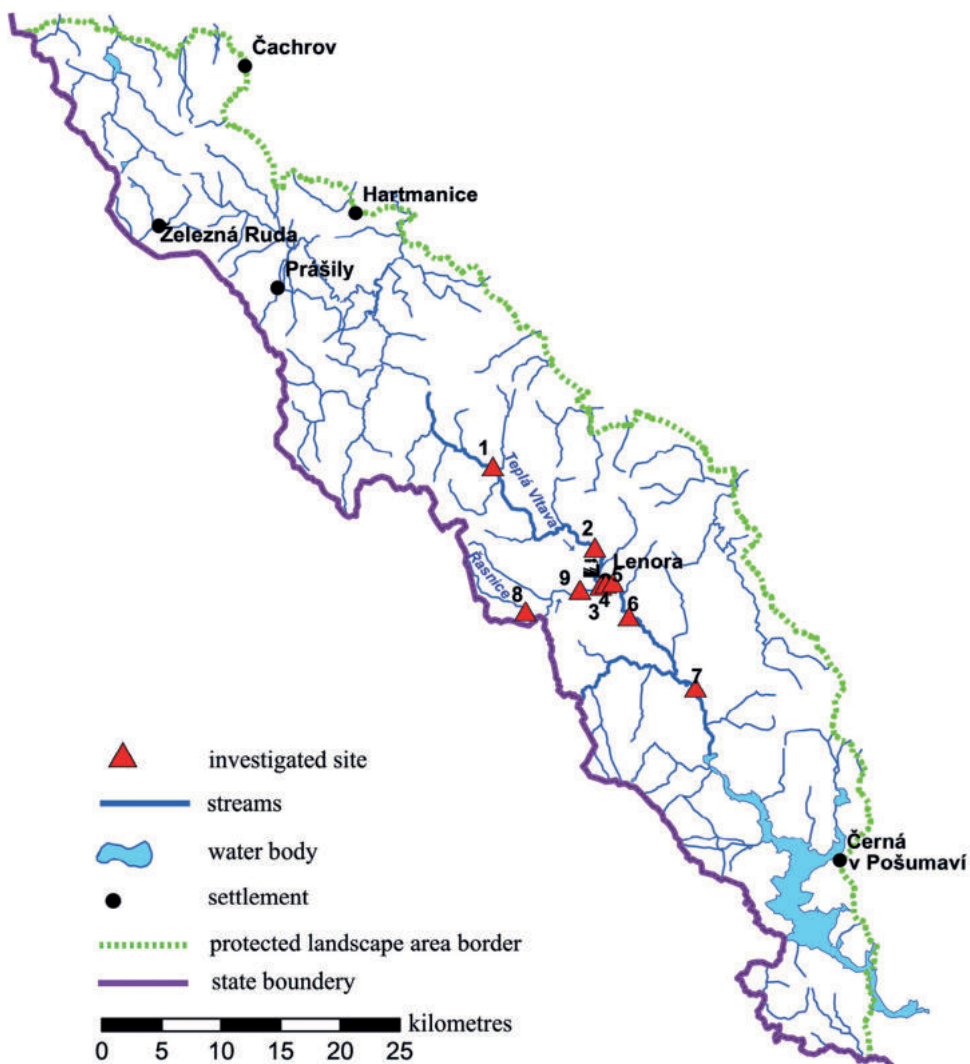 Čachrov
Hartmanice
Železná Ruda
Prášily
1
Teplá Vltava
2
Lenora
Řasnice
9
5
8
3
4
6
7
investigated site
streams
water body
Černá
v Pošumaví
settlement
protected landscape area border
state boundery
kilometres
0 5 10 15 20 25